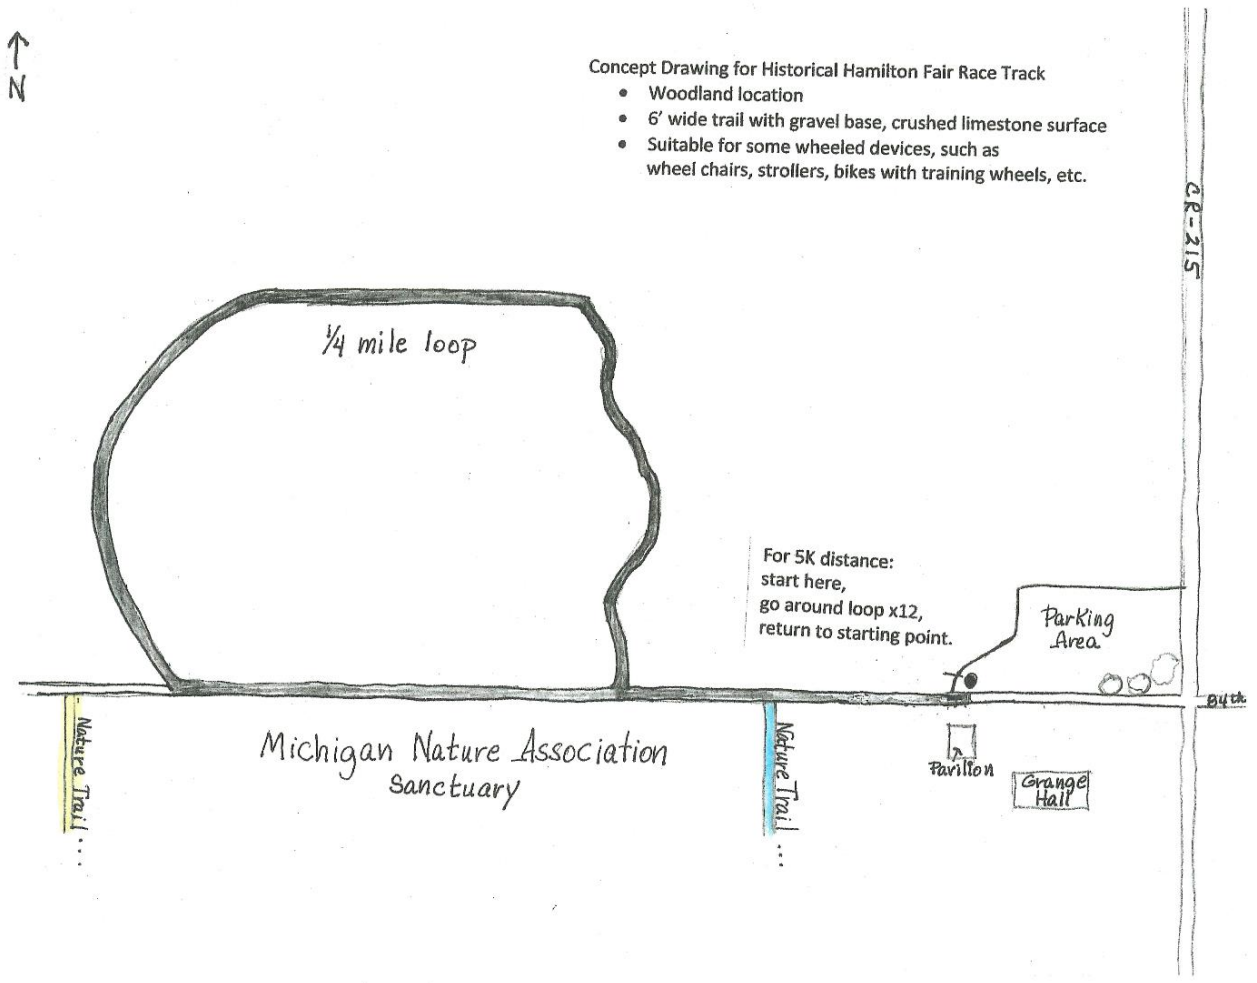 N
Concept Drawing for Historical Hamilton Fair Race Track
• Woodland location
• 6' wide trail with gravel base, crushed limestone surface
• Suitable for some wheeled devices, such as
wheel chairs, strollers, bikes with training wheels, etc.
CR-215
1/4 mile loop
For 5K distance:
start here,
go around loop x12,
return to starting point.
Parking
Area
84th
Nature Trail...
Michigan Nature Association
Sanctuary
Nature Trail...
Pavilion
Grange
Hall